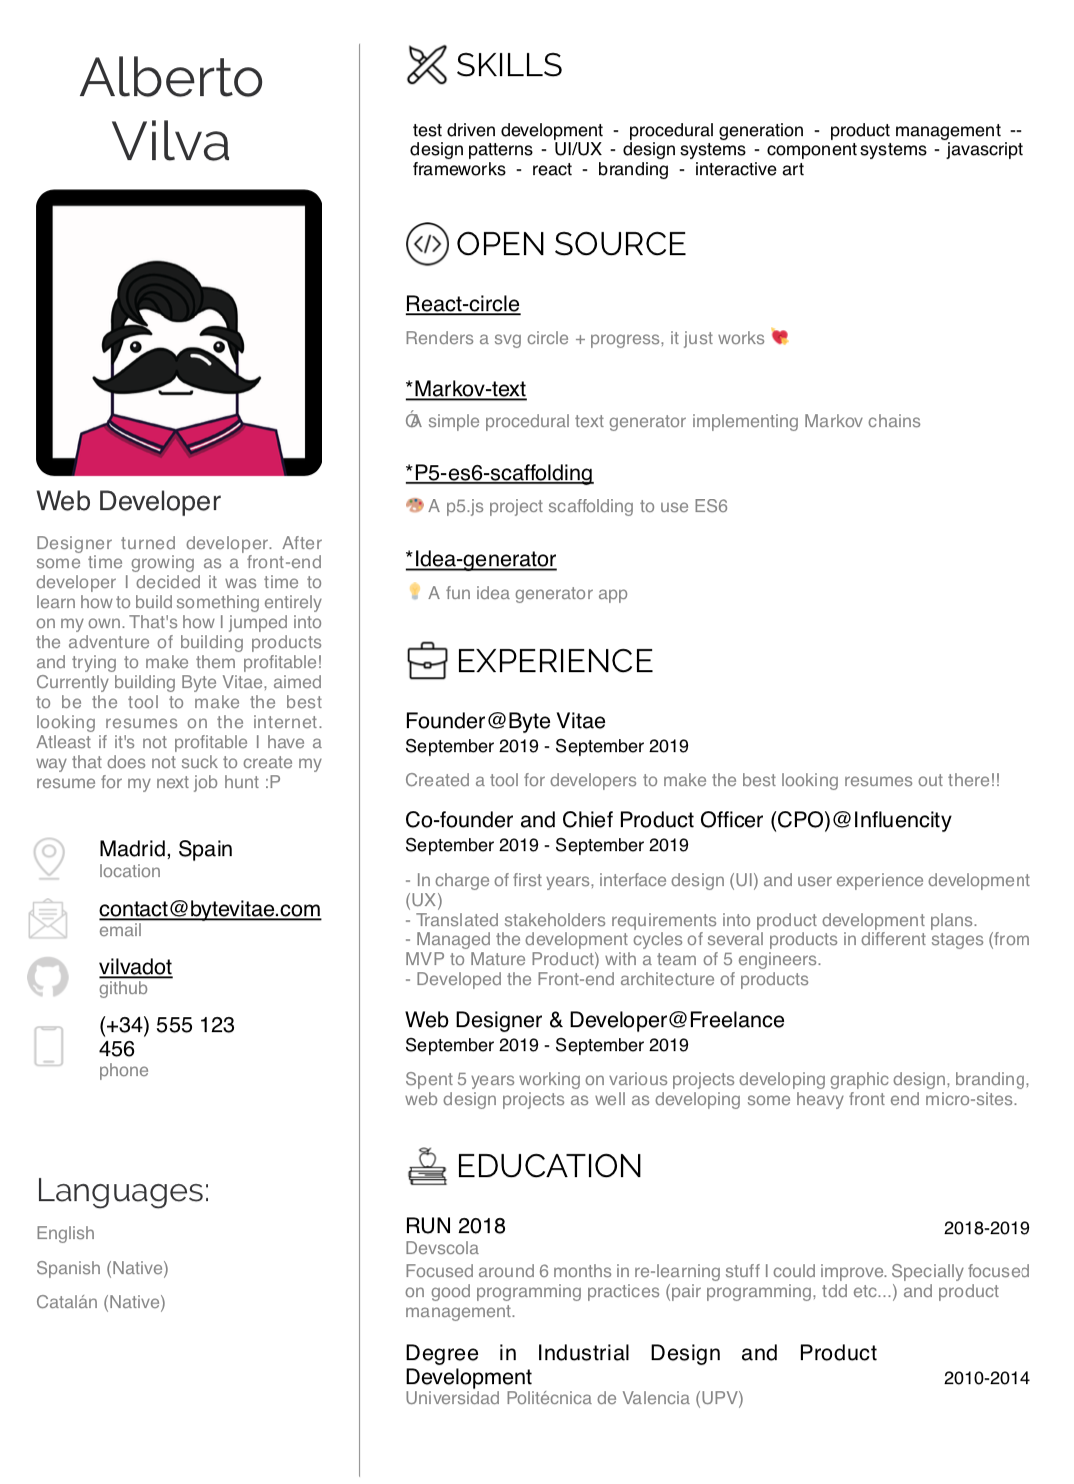 Alberto
Vilva
Web Developer
Designer turned developer. After
some time growing as a front-end
developer I decided it was time to
learn how to build something entirely
on my own. That's how I jumped into
the adventure of building products
and trying to make them profitable!
Currently building Byte Vitae, aimed
to be the tool to make the best
looking resumes on the internet.
Atleast if it's not profitable I have a
way that does not suck to create my
resume for my next job hunt :P
Madrid, Spain
location
contact@bytevitae.com
email
vilvadot
github
(+34) 555 123
456
phone
Languages:
English
Spanish (Native)
Catalán (Native)
SKILLS
test driven development - procedural generation - product management --
design patterns - UI/UX - design systems - component systems - javascript
frameworks - react - branding - interactive art
OPEN SOURCE
React-circle
Renders a svg circle + progress, it just works 💘
*Markov-text
A simple procedural text generator implementing Markov chains
*P5-es6-scaffolding
🎨 A p5.js project scaffolding to use ES6
*Idea-generator
💡 A fun idea generator app
EXPERIENCE
Founder@Byte Vitae
September 2019 - September 2019
Created a tool for developers to make the best looking resumes out there!!
Co-founder and Chief Product Officer (CPO)@Influencity
September 2019 - September 2019
- In charge of first years, interface design (UI) and user experience development
(UX)
- Translated stakeholders requirements into product development plans.
- Managed the development cycles of several products in different stages (from
MVP to Mature Product) with a team of 5 engineers.
- Developed the Front-end architecture of products
Web Designer & Developer@Freelance
September 2019 - September 2019
Spent 5 years working on various projects developing graphic design, branding,
web design projects as well as developing some heavy front end micro-sites.
EDUCATION
RUN 2018 2018-2019
Devscola
Focused around 6 months in re-learning stuff I could improve. Specially focused
on good programming practices (pair programming, tdd etc...) and product
management.
Degree in Industrial Design and Product
Development 2010-2014
Universidad Politécnica de Valencia (UPV)